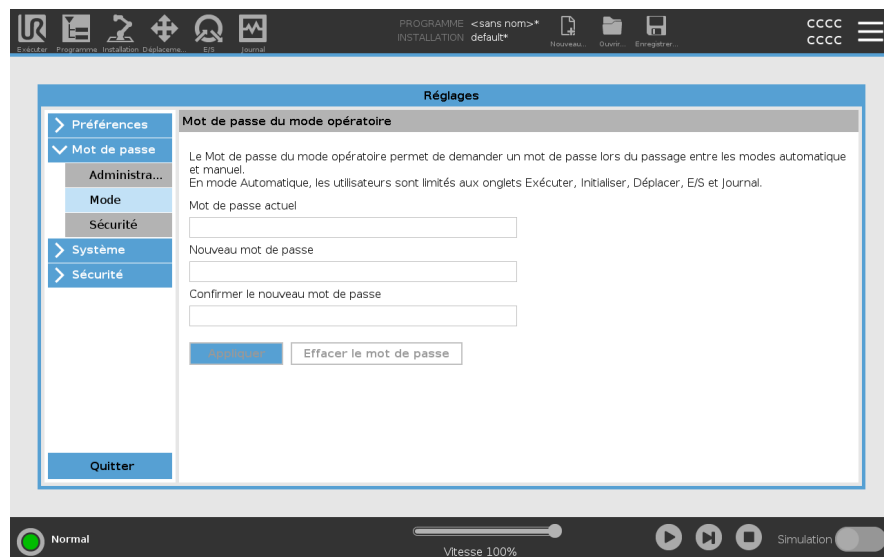 PROGRAMME <sans nom>*
INSTALLATION default*
Exécuter Programme Installation Déplaceme... E/S Journal
Nouveau... Ouvrir... Enregistrer...
CCCC
CCCC
Réglages
Préférences
Mot de passe
Administra...
Mode
Sécurité
Système
Sécurité
Quitter
Mot de passe du mode opératoire
Le Mot de passe du mode opératoire permet de demander un mot de passe lors du passage entre les modes automatique
et manuel.
En mode Automatique, les utilisateurs sont limités aux onglets Exécuter, Initialiser, Déplacer, E/S et Journal.
Mot de passe actuel
Nouveau mot de passe
Confirmer le nouveau mot de passe
Appliquer Effacer le mot de passe
Normal
Vitesse 100%
Simulation